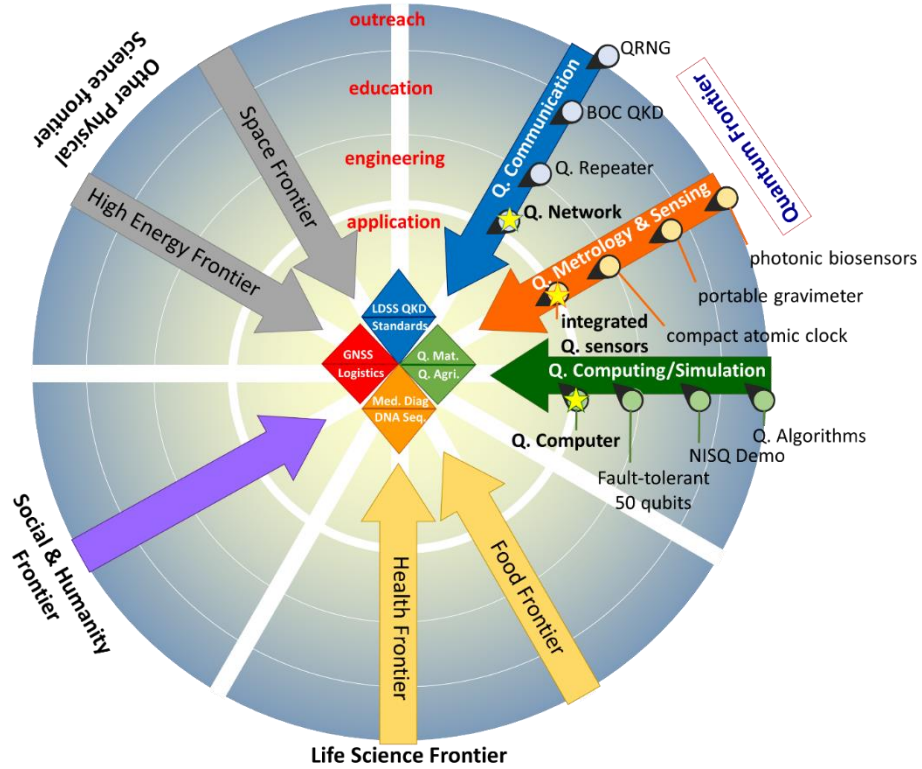 outreach
education
engineering
application
Other Physical
Science frontier
Space Frontier
High Energy Frontier
Q. Communication
QRNG
BOC QKD
Q. Repeater
Q. Network
Quantum Frontier
Q. Metrology & Sensing
photonic biosensors
portable gravimeter
compact atomic clock
integrated
Q. sensors
Q. Computing/Simulation
Q. Algorithms
NISQ Demo
Q. Computer
Fault-tolerant
50 qubits
LDSS QKD
Standards
GNSS
Logistics
Q. Mat.
Q. Agri.
Med. Diag
DNA Seq.
Social & Humanity
Frontier
Health Frontier
Food Frontier
Life Science Frontier